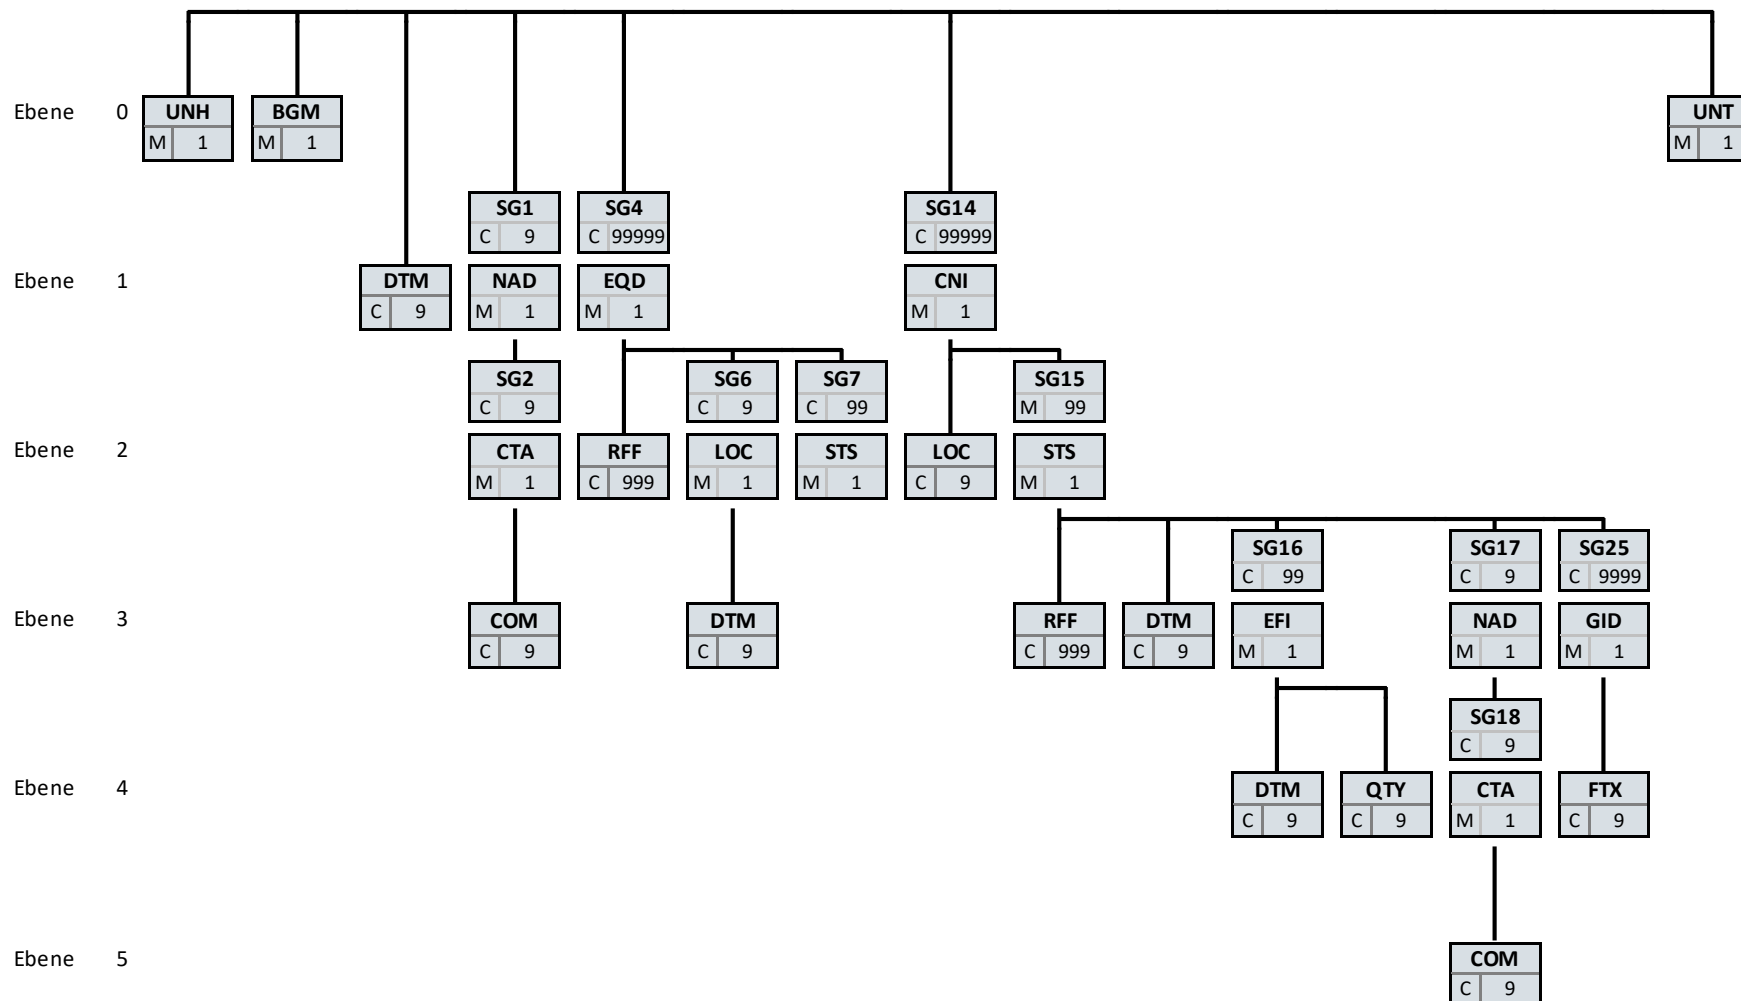 Ebene 0 UNH BGM UNT
M 1 M 1 M 1
SG1 SG4 SG14
C 9 C 99999 C 99999
Ebene 1 DTM NAD EQD CNI
C 9 M 1 M 1 M 1
SG2 SG6 SG7 SG15
C 9 C 9 C 99 M 99
Ebene 2 CTA RFF LOC STS LOC STS
M 1 C 999 M 1 M 1 C 9 M 1
SG16 SG17 SG25
C 99 C 9 C 9999
Ebene 3 COM DTM RFF DTM EFI NAD GID
C 9 C 9 C 999 C 9 M 1 M 1 M 1
SG18
C 9
Ebene 4 DTM QTY CTA FTX
C 9 C 9 M 1 C 9
Ebene 5 COM
C 9